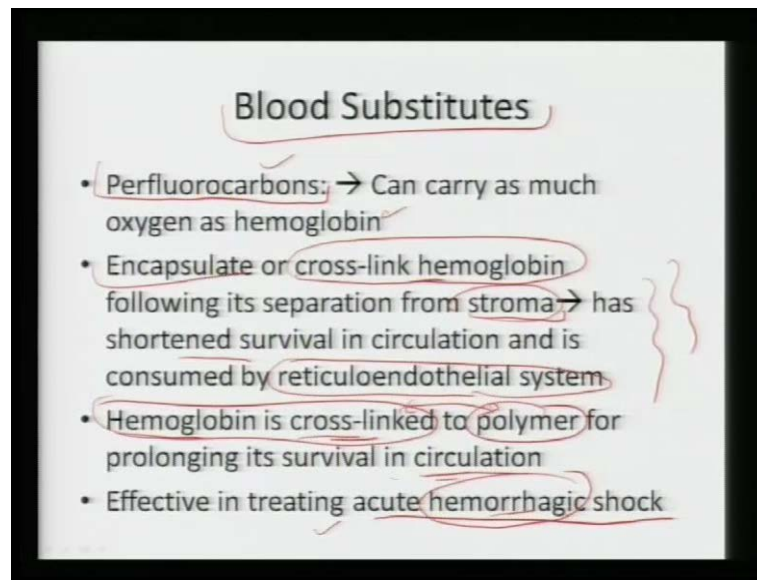 Blood Substitutes
• Perfluorocarbons: → Can carry as much
oxygen as hemoglobin
• Encapsulate or cross-link hemoglobin
following its separation from stroma→ has
shortened survival in circulation and is
consumed by reticuloendothelial system
• Hemoglobin is cross-linked to polymer for
prolonging its survival in circulation
• Effective in treating acute hemorrhagic shock